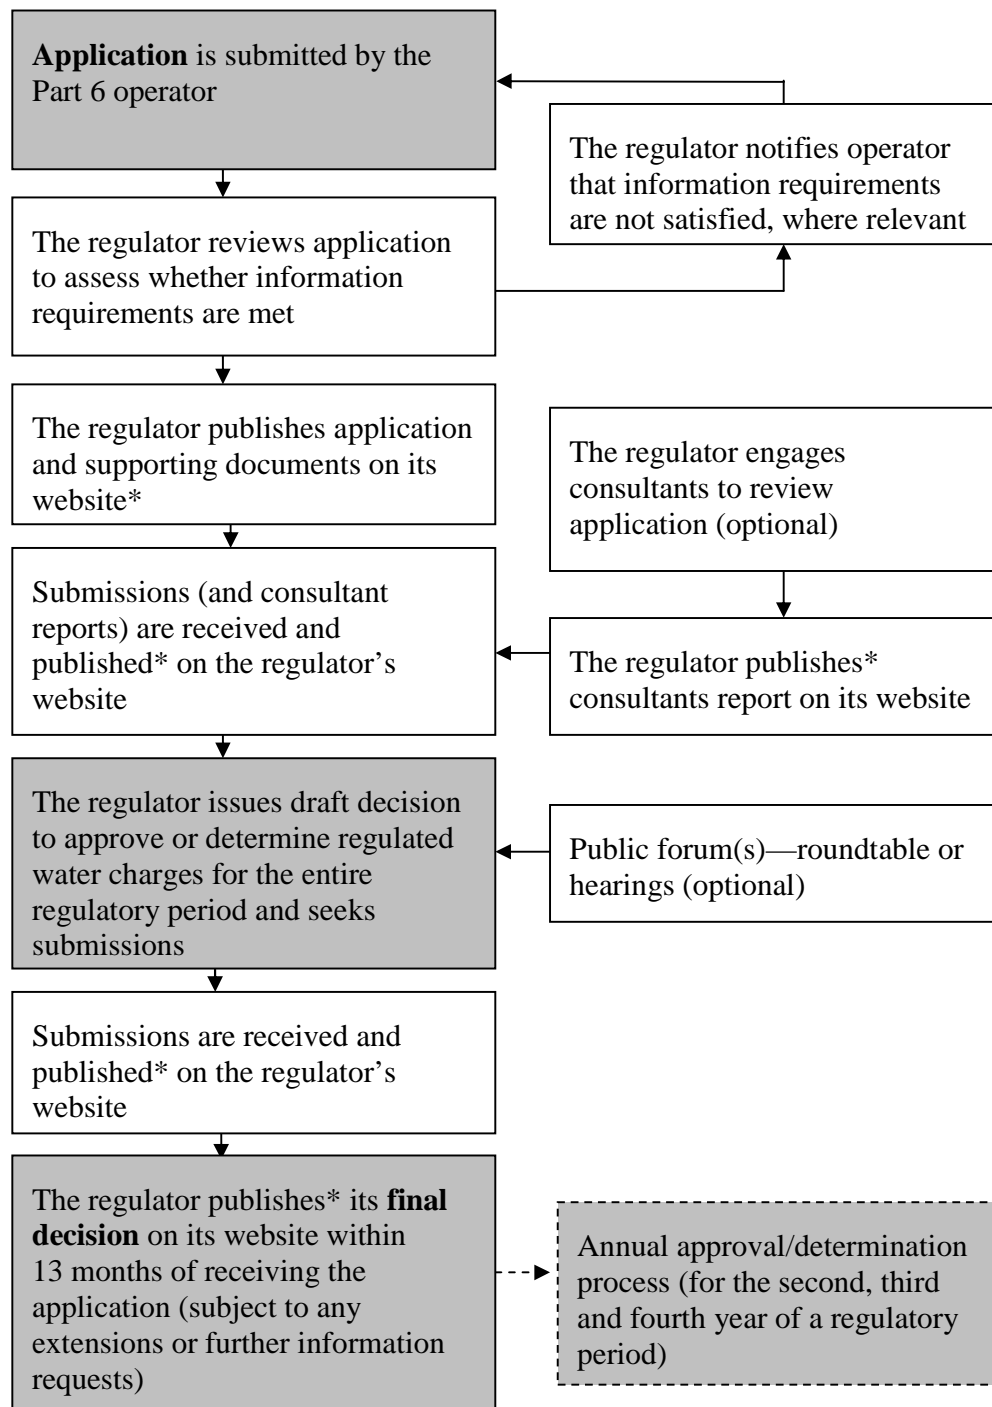 Application is submitted by the
Part 6 operator
The regulator notifies operator
that information requirements
are not satisfied, where relevant
The regulator reviews application
to assess whether information
requirements are met
The regulator publishes application
and supporting documents on its
website*
The regulator engages
consultants to review
application (optional)
Submissions (and consultant
reports) are received and
published* on the regulator’s
website
The regulator publishes*
consultants report on its website
The regulator issues draft decision
to approve or determine regulated
water charges for the entire
regulatory period and seeks
submissions
Public forum(s)—roundtable or
hearings (optional)
Submissions are received and
published* on the regulator’s
website
The regulator publishes* its final
decision on its website within
13 months of receiving the
application (subject to any
extensions or further information
requests)
Annual approval/determination
process (for the second, third
and fourth year of a regulatory
period)